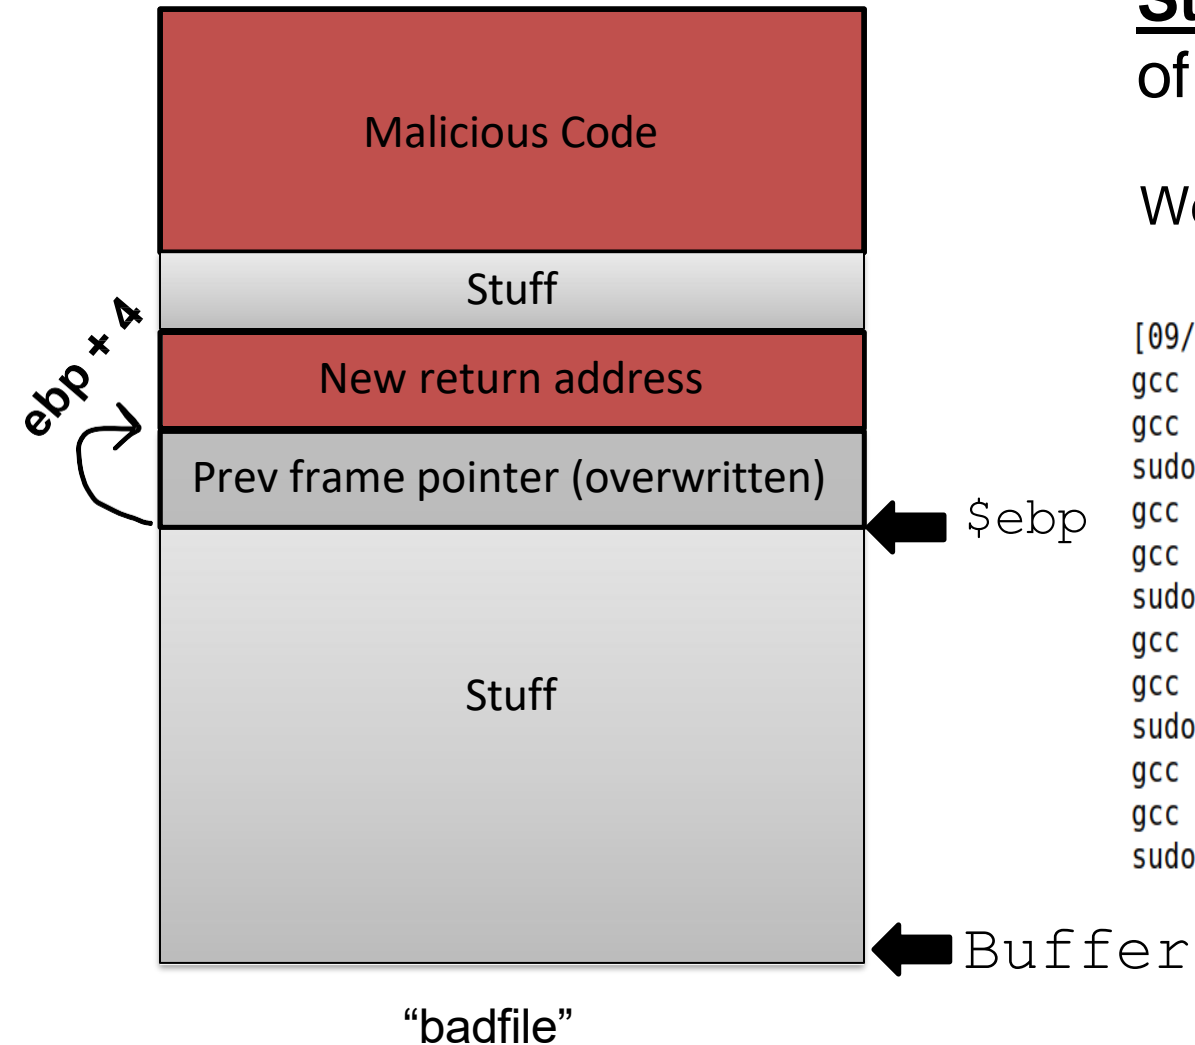 Malicious Code
Stuff
ebp + 4
New return address
Prev frame pointer (overwritten)
$ebp
Stuff
Buffer
“badfile”
of
[09/
gcc
gcc
sudo
gcc
gcc
sudo
gcc
gcc
sudo
gcc
gcc
sudo